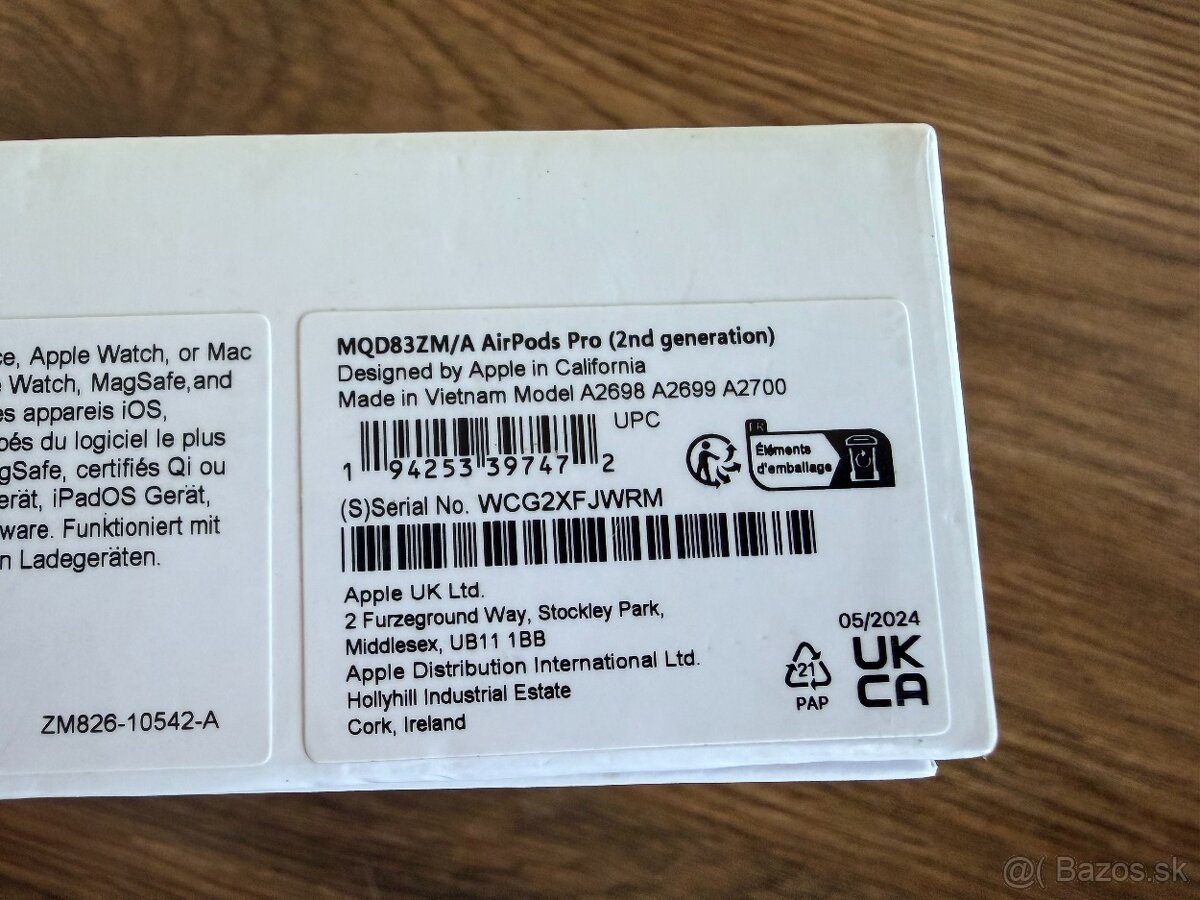 ce, Apple Watch, or Mac
e Watch, MagSafe,and
es appareis iOS,
pés du logiciel le plus
gSafe, certifiés Qi ou
erät, iPadOS Gerät,
ware. Funktioniert mit
n Ladegeräten.
ZM826-10542-A
MQD83ZM/A AirPods Pro (2nd generation)
Designed by Apple in California
Made in Vietnam Model A2698 A2699 A2700
UPC
1 94253 39747 2
FR
Éléments
d'emballage
(S)Serial No. WCG2XFJWRM
Apple UK Ltd.
2 Furzeground Way, Stockley Park,
Middlesex, UB11 1BB
Apple Distribution International Ltd.
Hollyhill Industrial Estate
Cork, Ireland
21
PAP
05/2024
UK
CA
@( Bazos.sk